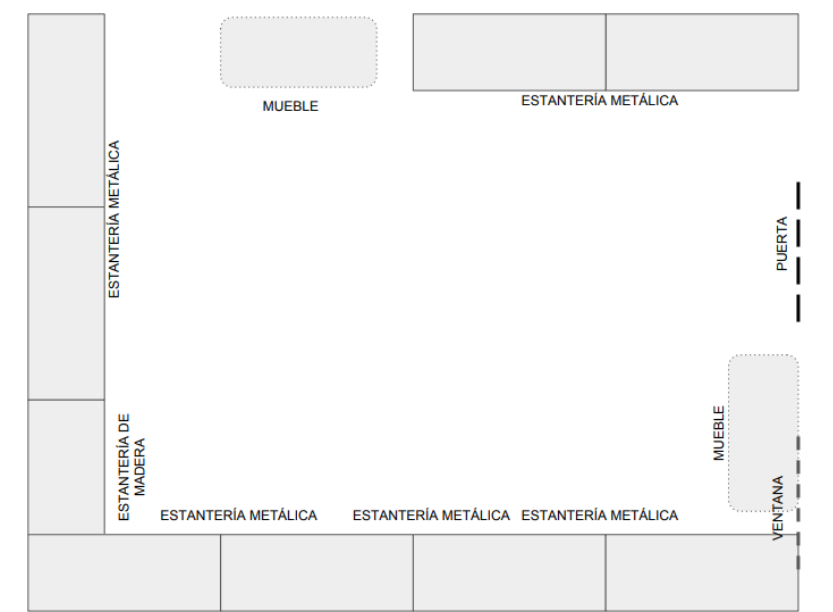 MUEBLE
ESTANTERÍA METÁLICA
ESTANTERÍA METÁLICA
PUERTA
MUEBLE
ESTANTERÍA DE
MADERA
VENTANA
ESTANTERÍA METÁLICA
ESTANTERÍA METÁLICA
ESTANTERÍA METÁLICA